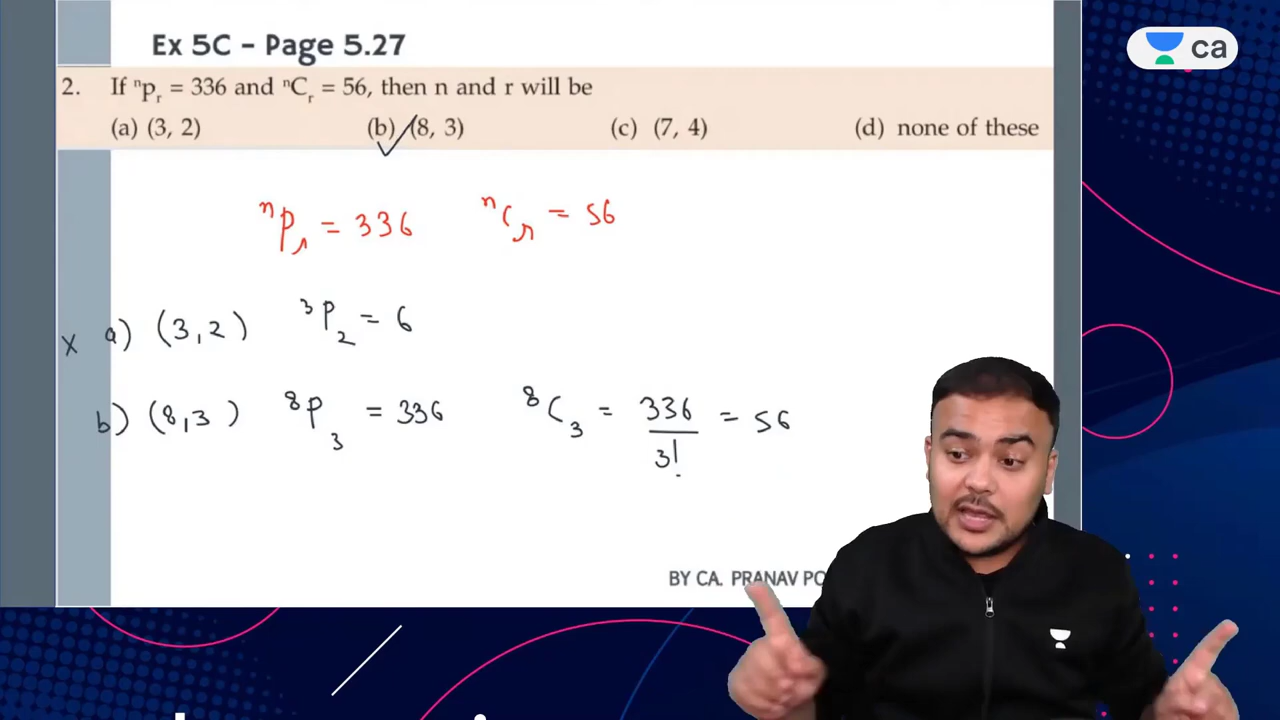 Ex 5C - Page 5.27
ca
2. If ⁿpᵣ = 336 and ⁿCᵣ = 56, then n and r will be
(a) (3, 2) (b) (8, 3) (c) (7, 4) (d) none of these
ⁿPᵣ = 336 ⁿCᵣ = 56
x a) (3,2) ³P₂ = 6
b) (8,3) ⁸P₃ = 336 ⁸C₃ = 336/3! = 56
BY CA. PRANAV